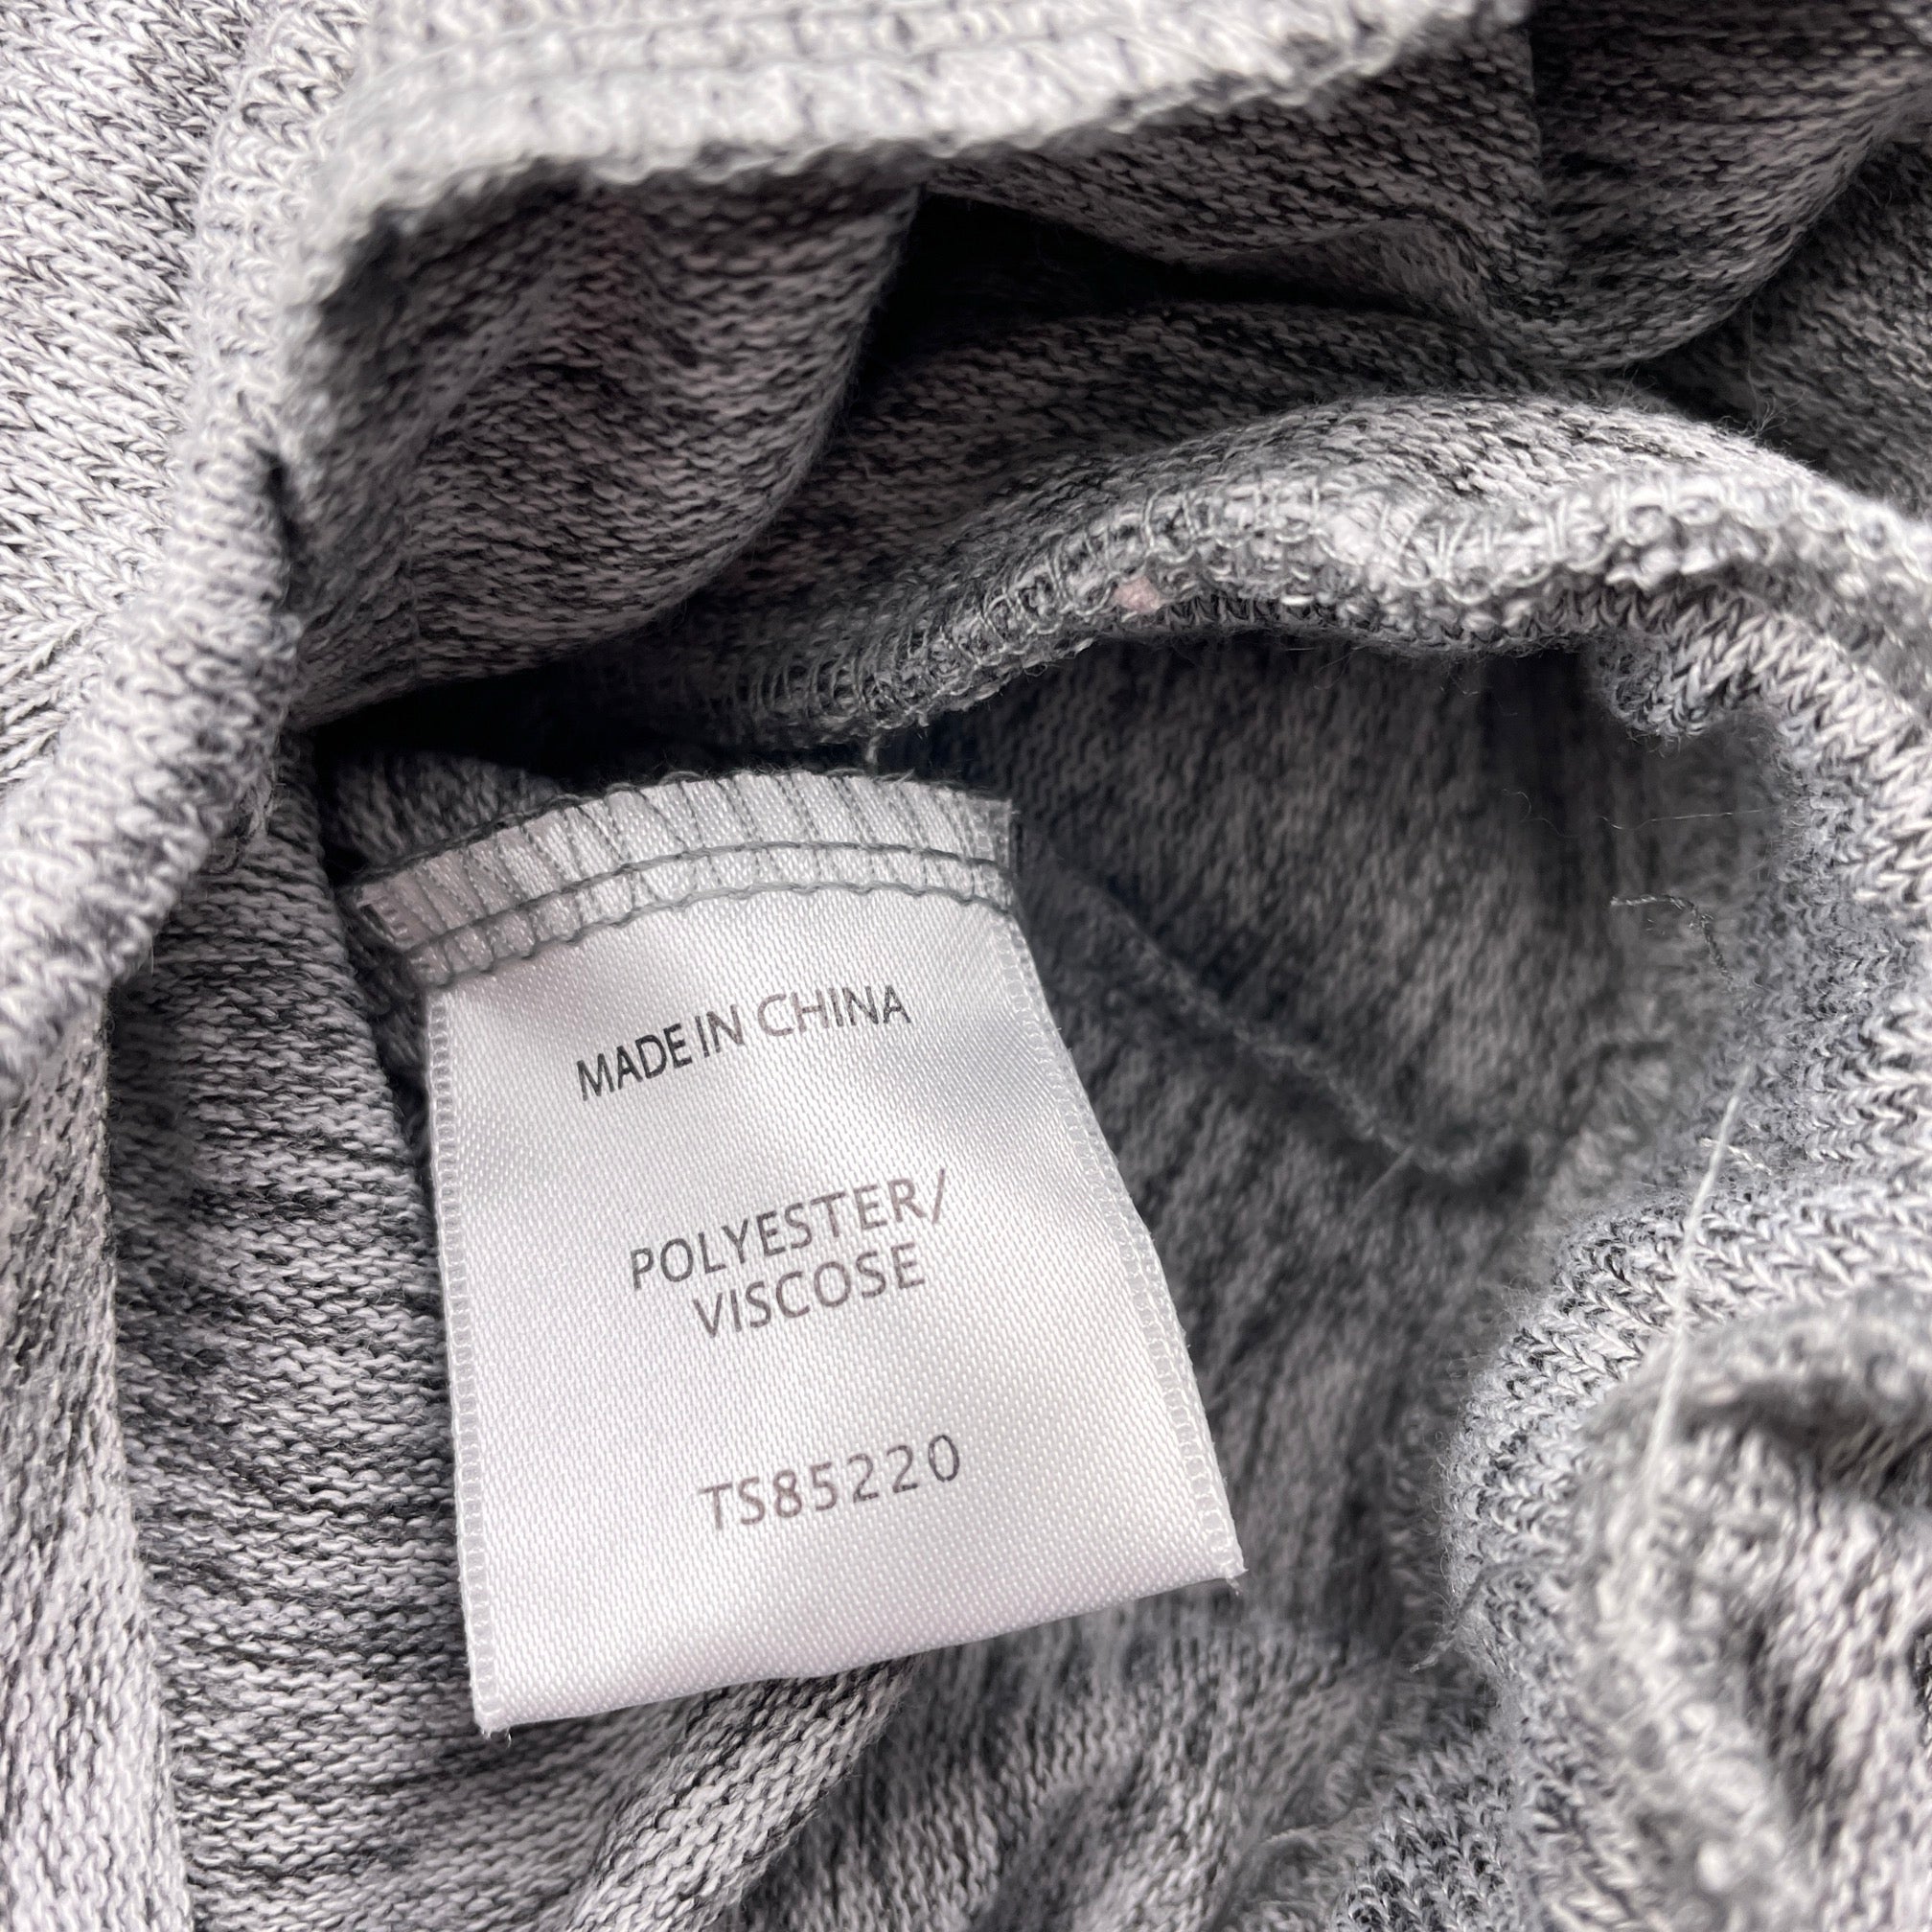 MADE IN CHINA
POLYESTER/
VISCOSE
TS85220